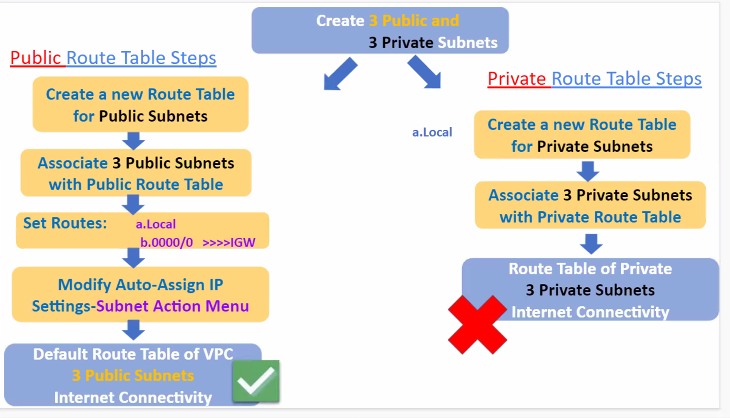 Create 3 Public and
3 Private Subnets
Public Route Table Steps
Create a new Route Table
for Public Subnets
Associate 3 Public Subnets
with Public Route Table
Set Routes: a.Local
b.0000/0 >>>>IGW
Modify Auto-Assign IP
Settings-Subnet Action Menu
Default Route Table of VPC
3 Public Subnets
Internet Connectivity
Private Route Table Steps
a.Local
Create a new Route Table
for Private Subnets
Associate 3 Private Subnets
with Private Route Table
Route Table of Private
3 Private Subnets
Internet Connectivity